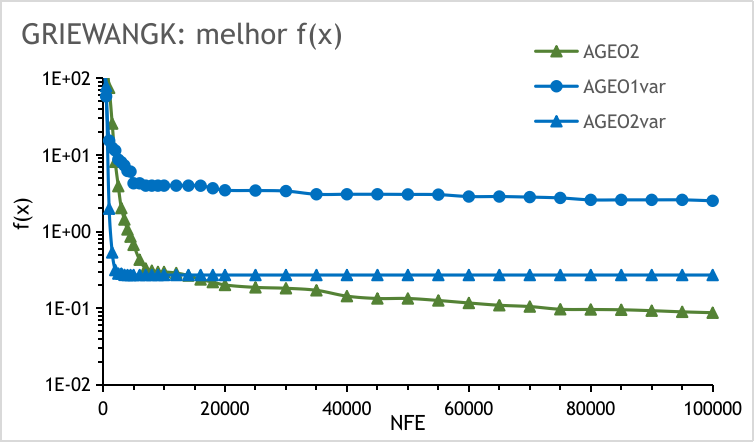 GRIEWANGK: melhor f(x)
AGEO2
AGEO1var
AGEO2var
1E+02
1E+01
1E+00
1E-01
1E-02
f(x)
0 20000 40000 60000 80000 100000
NFE